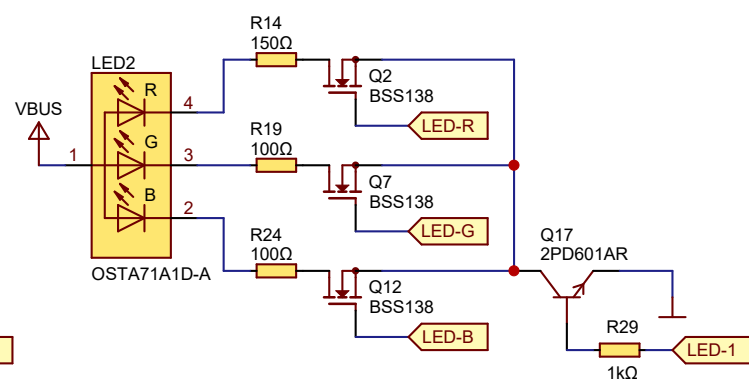 R14
150Ω
LED2
Q2
BSS138
R
4
VBUS
LED-R
G
R19
100Ω
1
3
Q7
BSS138
B
2
LED-G
R24
100Ω
Q17
2PD601AR
OSTA71A1D-A
Q12
BSS138
R29
LED-B
LED-1
1kΩ